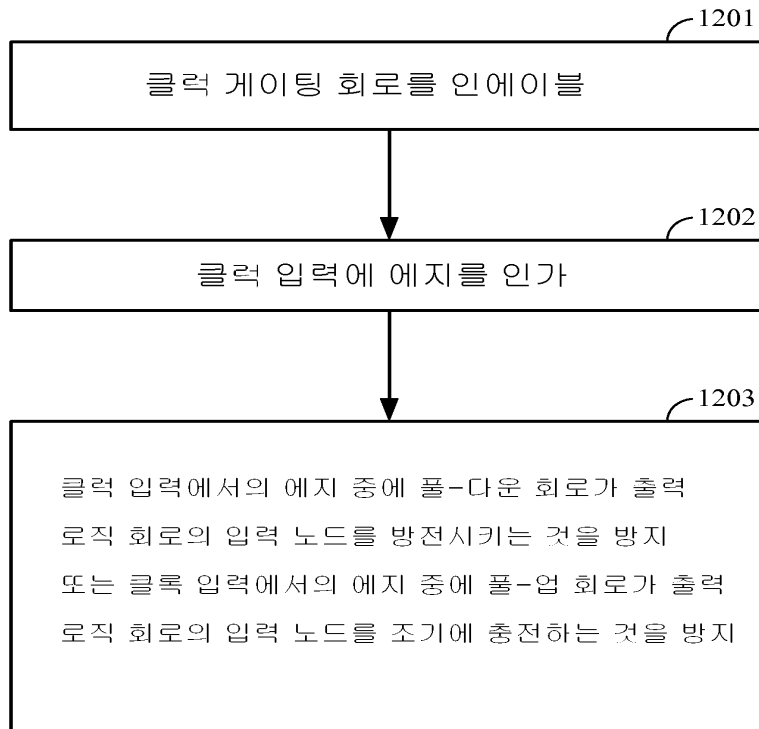 1201
클럭 게이팅 회로를 인에이블
1202
클럭 입력에 에지를 인가
1203
클럭 입력에서의 에지 중에 풀-다운 회로가 출력
로직 회로의 입력 노드를 방전시키는 것을 방지
또는 클록 입력에서의 에지 중에 풀-업 회로가 출력
로직 회로의 입력 노드를 조기에 충전하는 것을 방지